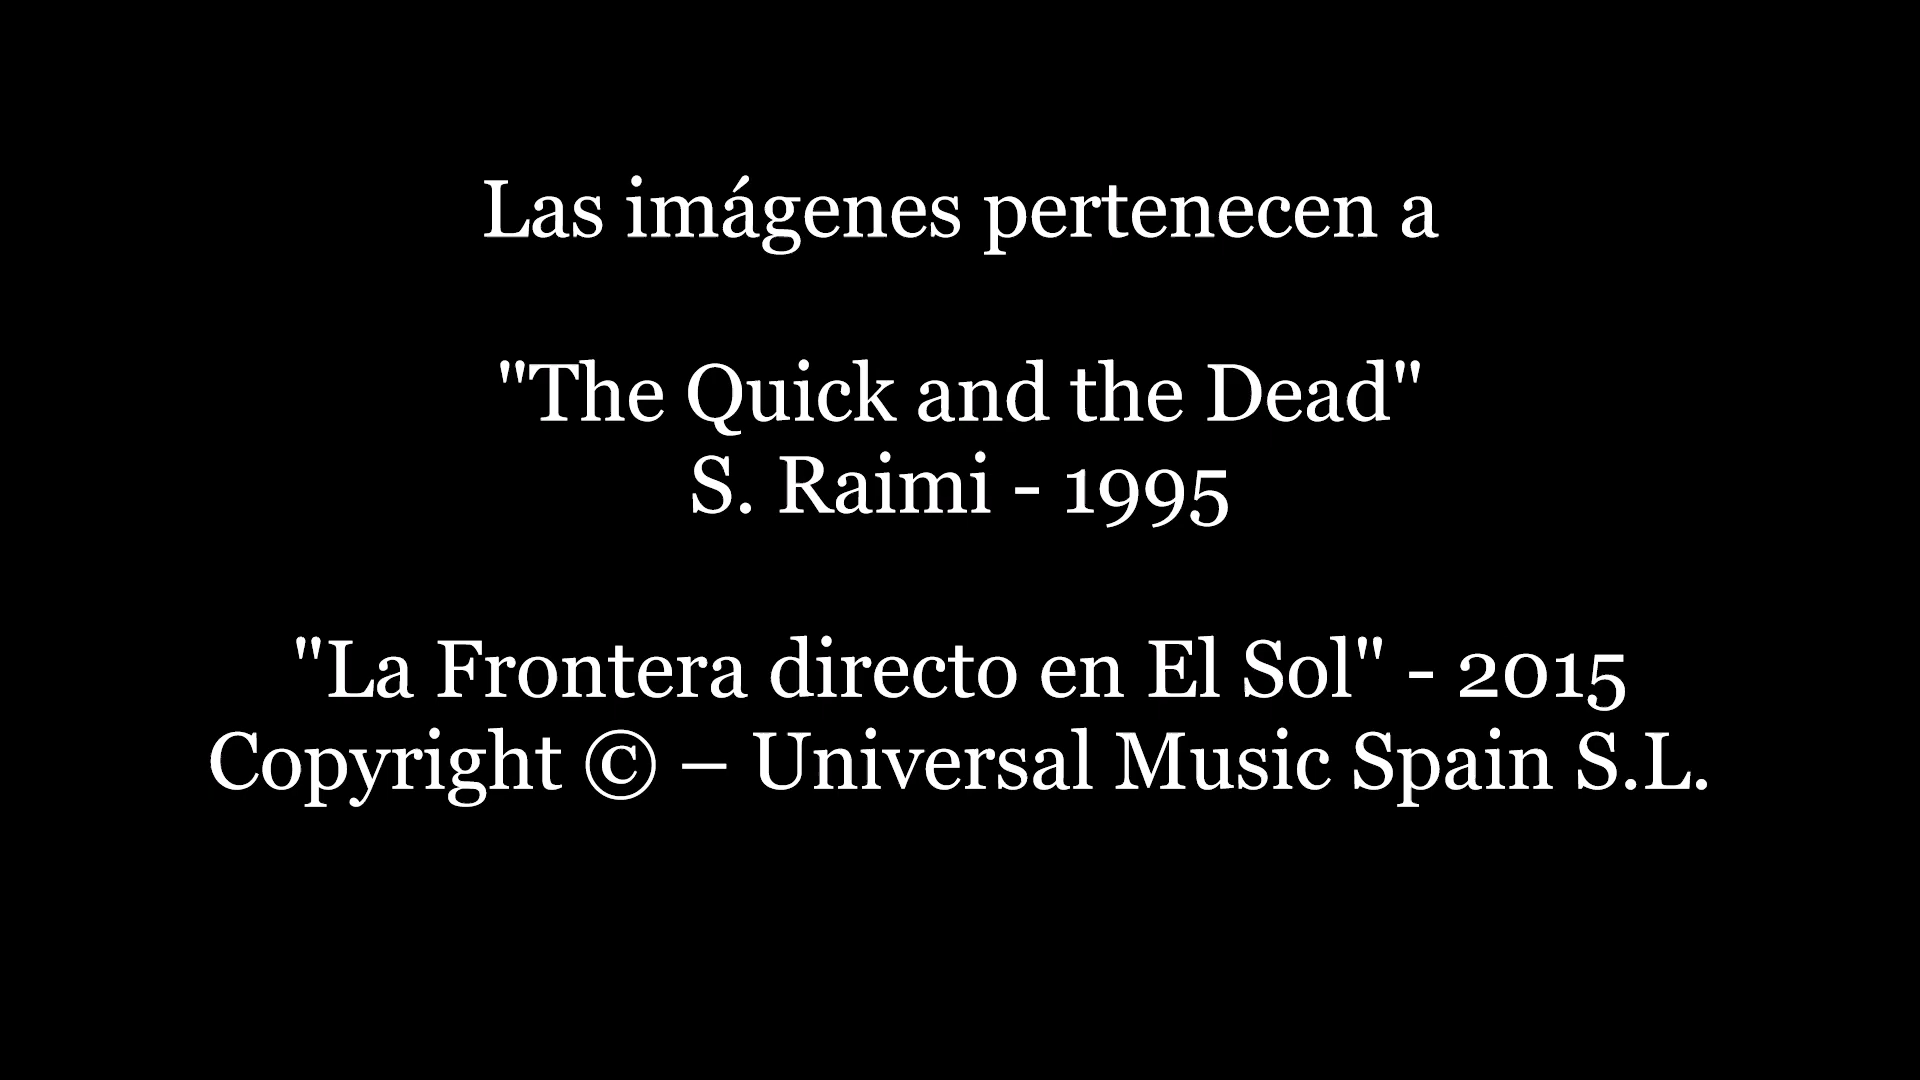 Las imágenes pertenecen a
"The Quick and the Dead"
S. Raimi - 1995
"La Frontera directo en El Sol" - 2015
Copyright © – Universal Music Spain S.L.